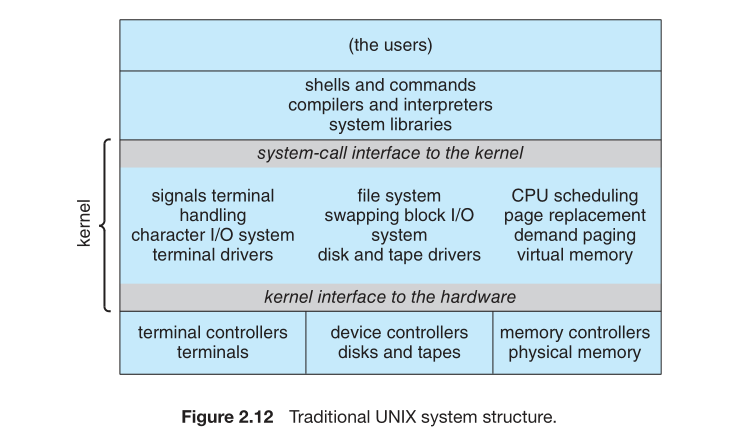 (the users)
shells and commands
compilers and interpreters
system libraries
system-call interface to the kernel
kernel
signals terminal
handling
character I/O system
terminal drivers
file system
swapping block I/O
system
disk and tape drivers
CPU scheduling
page replacement
demand paging
virtual memory
kernel interface to the hardware
terminal controllers
terminals
device controllers
disks and tapes
memory controllers
physical memory
Figure 2.12 Traditional UNIX system structure.